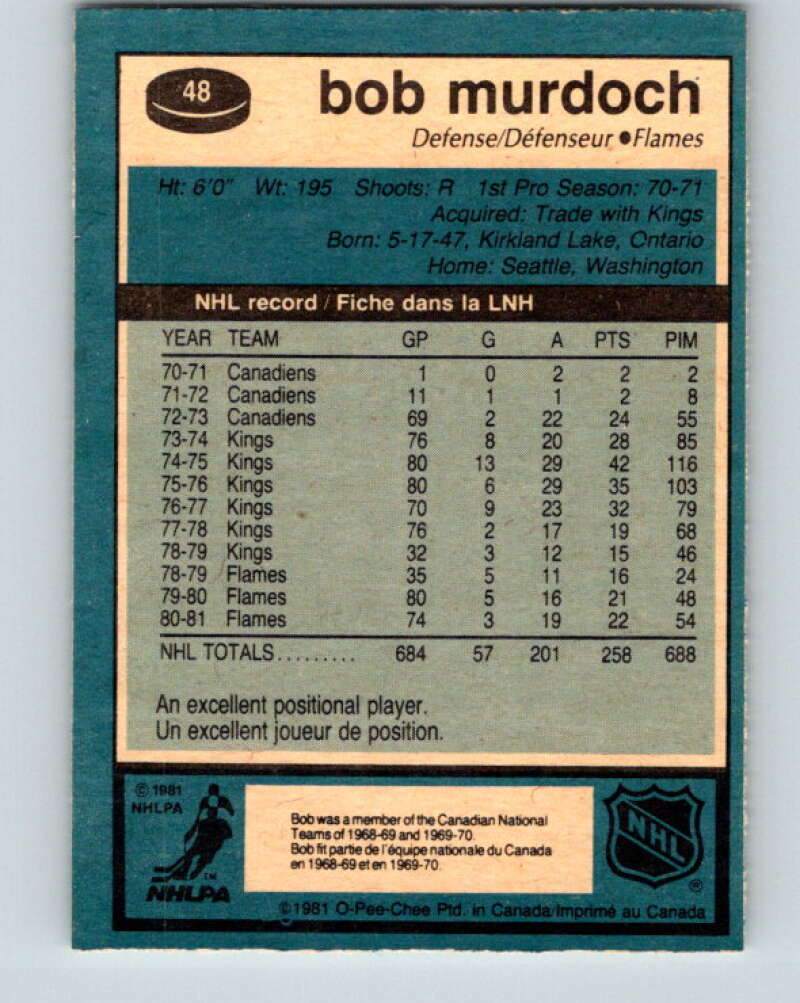 48
bob murdoch
Defense/Défenseur ● Flames
Ht: 6'0" Wt: 195 Shoots: R 1st Pro Season: 70-71
Acquired: Trade with Kings
Born: 5-17-47, Kirkland Lake, Ontario
Home: Seattle, Washington
NHL record / Fiche dans la LNH
YEAR TEAM GP G A PTS PIM
70-71 Canadiens 1 0 2 2 2
71-72 Canadiens 11 1 1 2 8
72-73 Canadiens 69 2 22 24 55
73-74 Kings 76 8 20 28 85
74-75 Kings 80 13 29 42 116
75-76 Kings 80 6 29 35 103
76-77 Kings 70 9 23 32 79
77-78 Kings 76 2 17 19 68
78-79 Kings 32 3 12 15 46
78-79 Flames 35 5 11 16 24
79-80 Flames 80 5 16 21 48
80-81 Flames 74 3 19 22 54
NHL TOTALS......... 684 57 201 258 688
An excellent positional player.
Un excellent joueur de position.
© 1981
NHLPA
TM
NHLPA
Bob was a member of the Canadian National
Teams of 1968-69 and 1969-70.
Bob fit partie de l'équipe nationale du Canada
en 1968-69 et en 1969-70.
NHL
®
©1981 O-Pee-Chee Ptd. in Canada/Imprimé au Canada